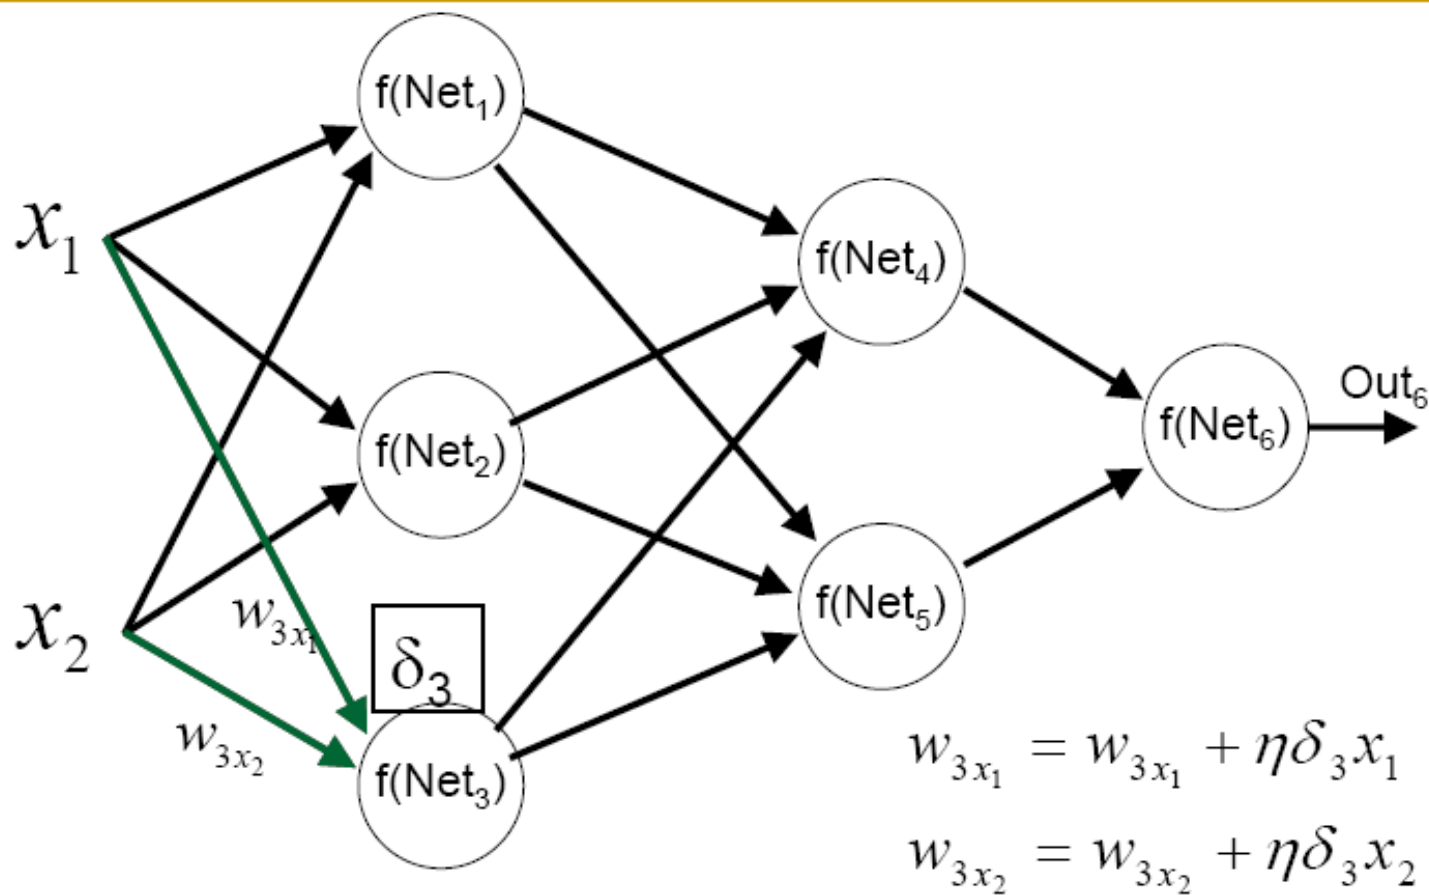 f(Net₁)
x₁
f(Net₄)
Out₆
f(Net₂)
f(Net₆)
w₃ₓ₁
x₂
f(Net₅)
δ₃
w₃ₓ₂
f(Net₃)
w₃ₓ₁ = w₃ₓ₁ + ηδ₃x₁
w₃ₓ₂ = w₃ₓ₂ + ηδ₃x₂